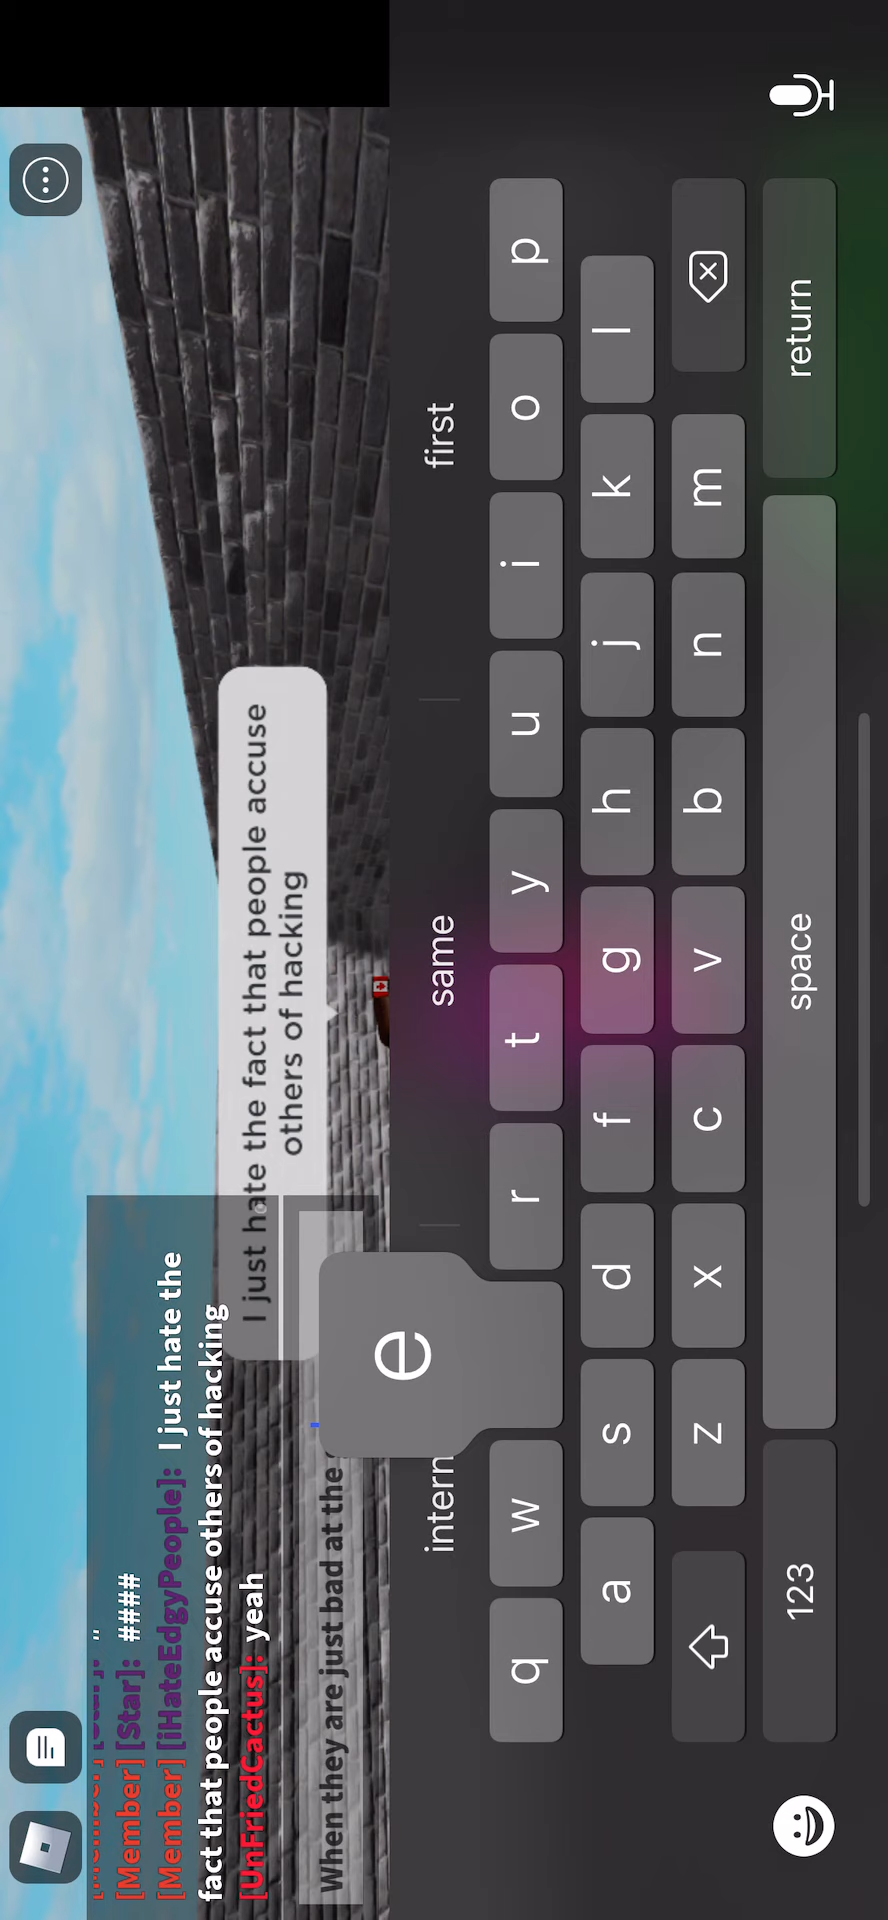 [Star]: "
[Member] [Star]: ####
[Member] [iHateEdgyPeople]: I just hate the
fact that people accuse others of hacking
[UnFriedCactus]: yeah
I just hate the fact that people accuse
others of hacking
When they are just bad at the
intern
same
first
q
w
e
r
t
y
u
i
o
p
a
s
d
f
g
h
j
k
l
z
x
c
v
b
n
m
123
space
return